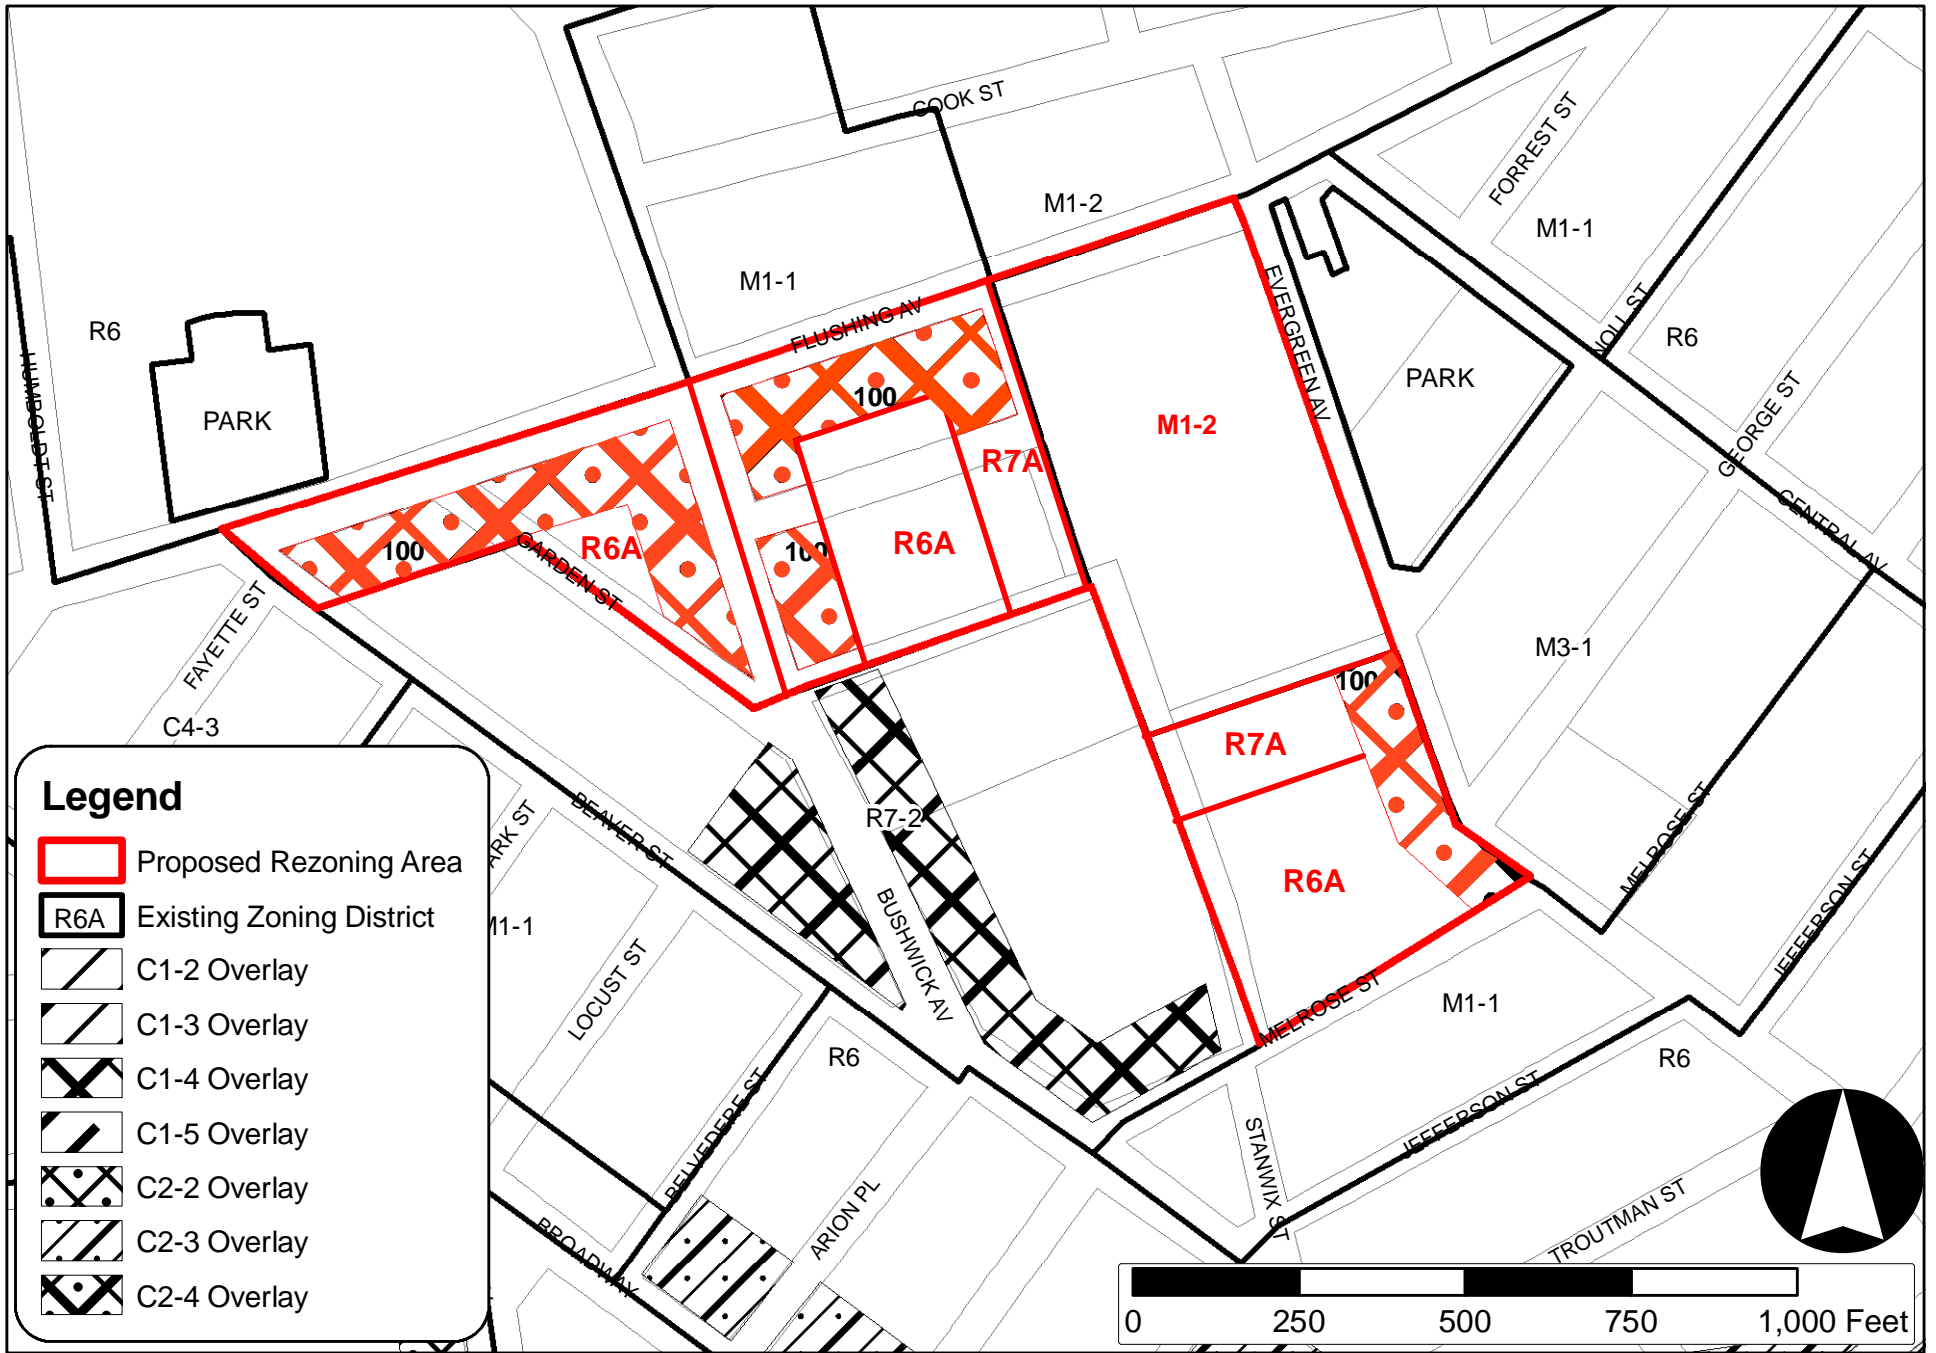 COOK ST
FORREST ST
M1-2
M1-1
M1-1
R6
FLUSHING AV
EVERGREEN AV
NOLL ST
R6
HUMBOLDT ST
PARK
PARK
100
M1-2
GEORGE ST
R7A
CENTRAL AV
100
GARDEN ST
R6A
100
R6A
FAYETTE ST
M3-1
100
C4-3
R7A
BEAVER ST
R7-2
MELROSE ST
ARK ST
R6A
JEFFERSON ST
M1-1
BUSHWICK AV
LOCUST ST
MELROSE ST
M1-1
R6
R6
BELVEDERE ST
JEFFERSON ST
STANWIX ST
ARION PL
TROUTMAN ST
BROADWAY
Legend
Proposed Rezoning Area
R6A Existing Zoning District
C1-2 Overlay
C1-3 Overlay
C1-4 Overlay
C1-5 Overlay
C2-2 Overlay
C2-3 Overlay
C2-4 Overlay
0 250 500 750 1,000 Feet